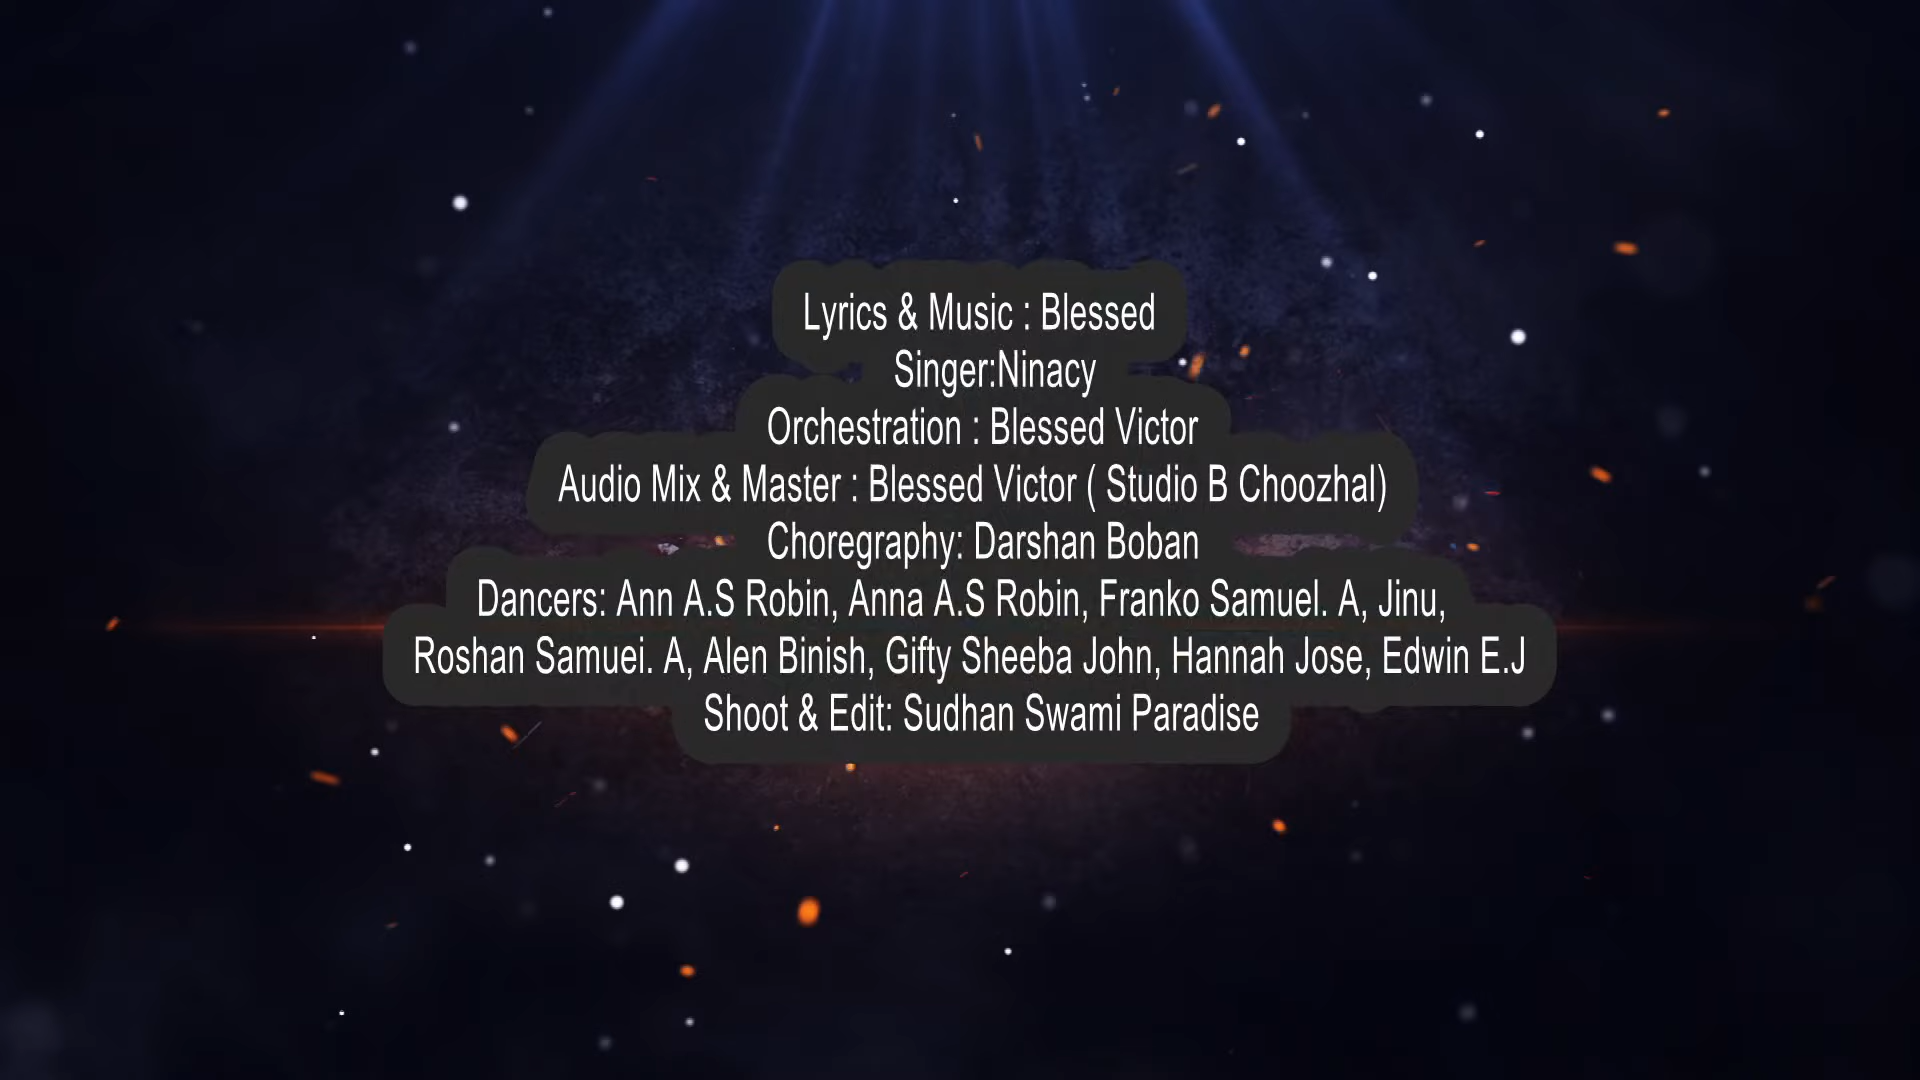 Lyrics & Music : Blessed
Singer:Ninacy
Orchestration : Blessed Victor
Audio Mix & Master : Blessed Victor ( Studio B Choozhal)
Choregraphy: Darshan Boban
Dancers: Ann A.S Robin, Anna A.S Robin, Franko Samuel. A, Jinu,
Roshan Samuei. A, Alen Binish, Gifty Sheeba John, Hannah Jose, Edwin E.J
Shoot & Edit: Sudhan Swami Paradise